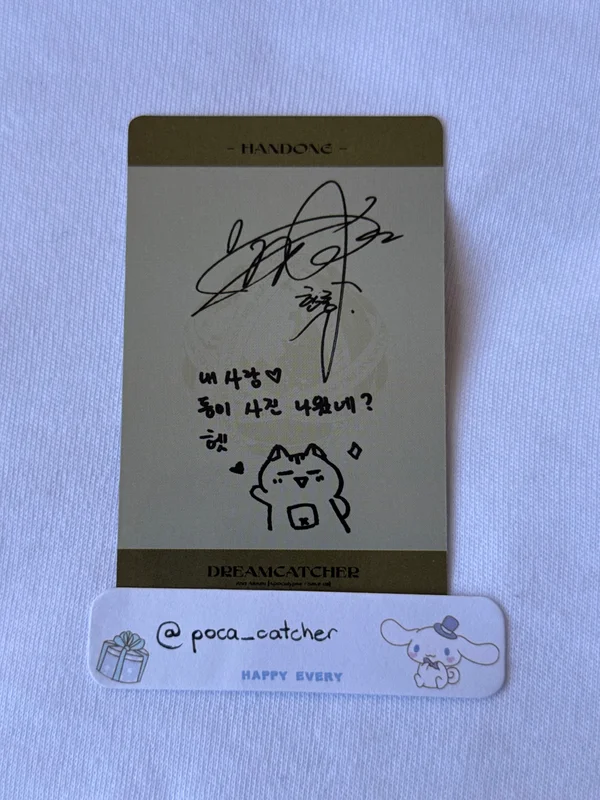 - HANDONG -
한동
내 사랑♡
동이 사진 나왔네?
헷
DREAMCATCHER
@poca_catcher
HAPPY EVERY